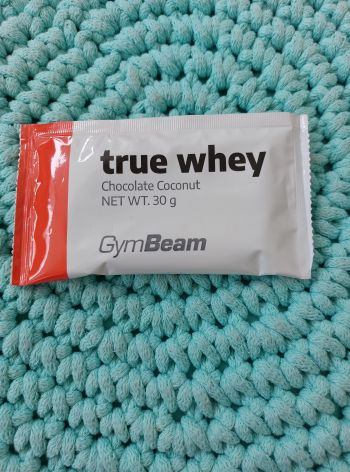 true whey
Chocolate Coconut
NET WT. 30 g
GymBeam